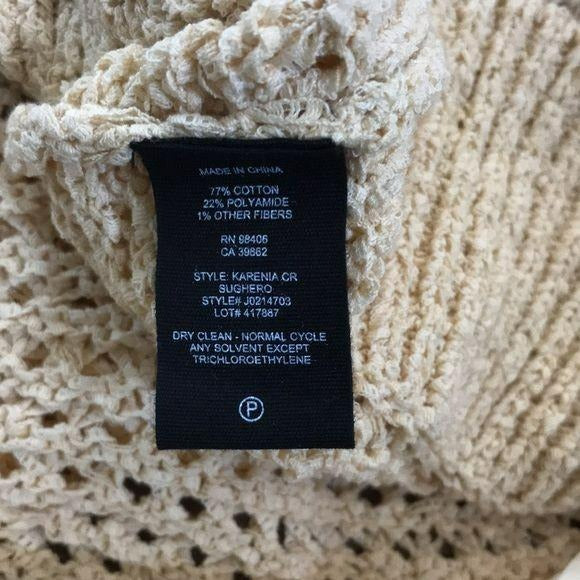 MADE IN CHINA
77% COTTON
22% POLYAMIDE
1% OTHER FIBERS
RN 98406
CA 39862
STYLE: KARENIA.CR
SUGHERO
STYLE# J0214703
LOT# 417887
DRY CLEAN - NORMAL CYCLE
ANY SOLVENT EXCEPT
TRICHLOROETHYLENE
P